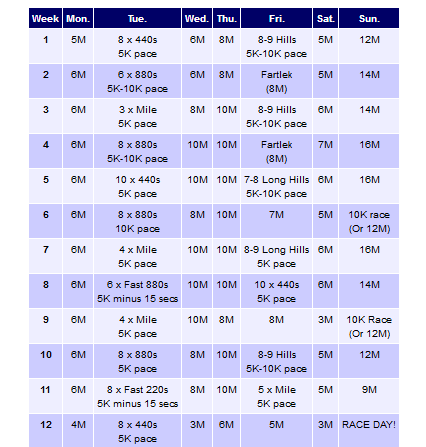 Week Mon. Tue. Wed. Thu. Fri. Sat. Sun.
1 5M 8 x 440s 6M 8M 8-9 Hills 5M 12M
5K pace 5K-10K pace
2 6M 6 x 880s 6M 8M Fartlek 5M 14M
5K-10K pace (8M)
3 6M 3 x Mile 8M 10M 8-9 Hills 6M 14M
5K pace 5K-10K pace
4 6M 8 x 880s 10M 10M Fartlek 7M 16M
5K-10K pace (8M)
5 6M 10 x 440s 10M 10M 7-8 Long Hills 6M 16M
5K pace 5K-10K pace
6 6M 8 x 880s 8M 10M 7M 5M 10K race
10K pace (Or 12M)
7 6M 4 x Mile 10M 10M 8-9 Long Hills 6M 16M
5K pace 5K pace
8 6M 6 x Fast 880s 10M 10M 10 x 440s 6M 14M
5K minus 15 secs 5K pace
9 6M 4 x Mile 10M 8M 8M 3M 10K Race
5K pace (Or 12M)
10 6M 8 x 880s 8M 10M 8-9 Hills 5M 12M
5K pace 5K-10K pace
11 6M 8 x Fast 220s 8M 10M 5 x Mile 5M 9M
5K minus 15 secs 5K pace
12 4M 8 x 440s 3M 6M 5M 3M RACE DAY!
5K pace